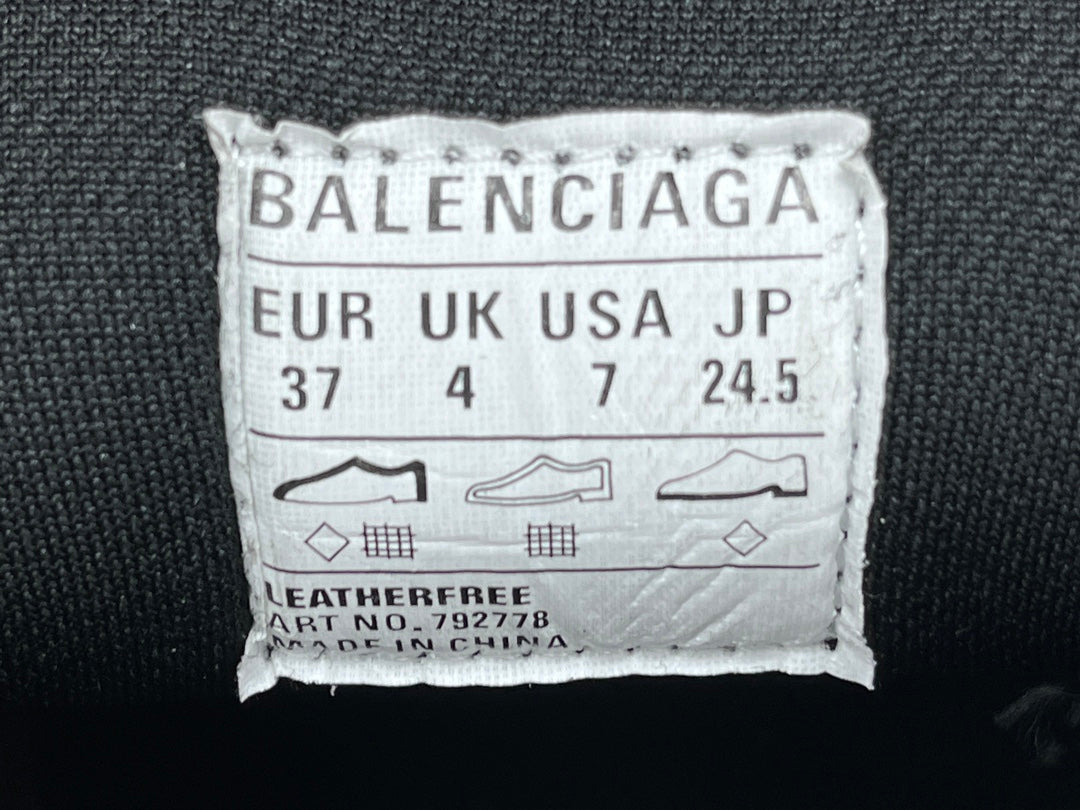 BALENCIAGA
EUR UK USA JP
37 4 7 24.5
LEATHERFREE
ART NO. 792778
MADE IN CHINA